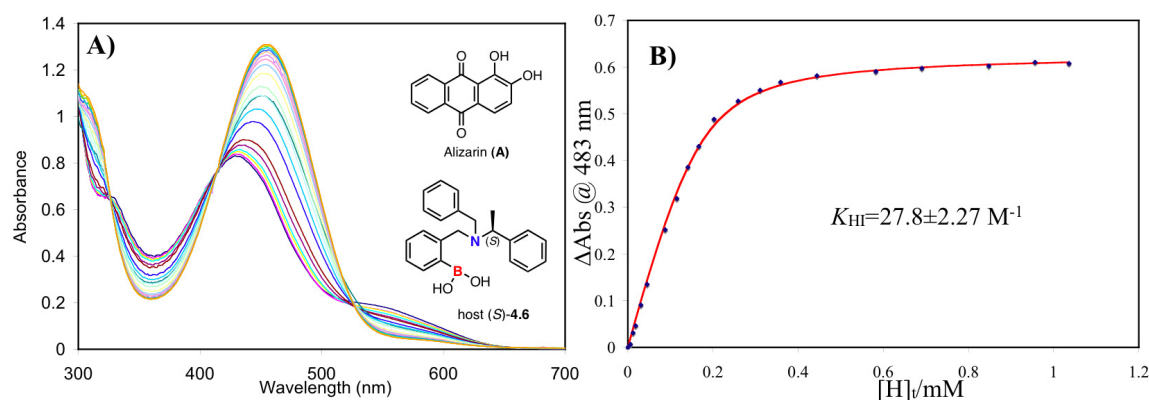 A)
Absorbance
1.4
1.2
1
0.8
0.6
0.4
0.2
0
300
400
500
600
700
Wavelength (nm)
O
OH
OH
O
Alizarin (A)
N
(S)
B
HO
OH
host (S)-4.6
B)
ΔAbs @ 483 nm
0.7
0.6
0.5
0.4
0.3
0.2
0.1
0
0
0.2
0.4
0.6
0.8
1
1.2
[H]t/mM
KHI=27.8±2.27 M-1